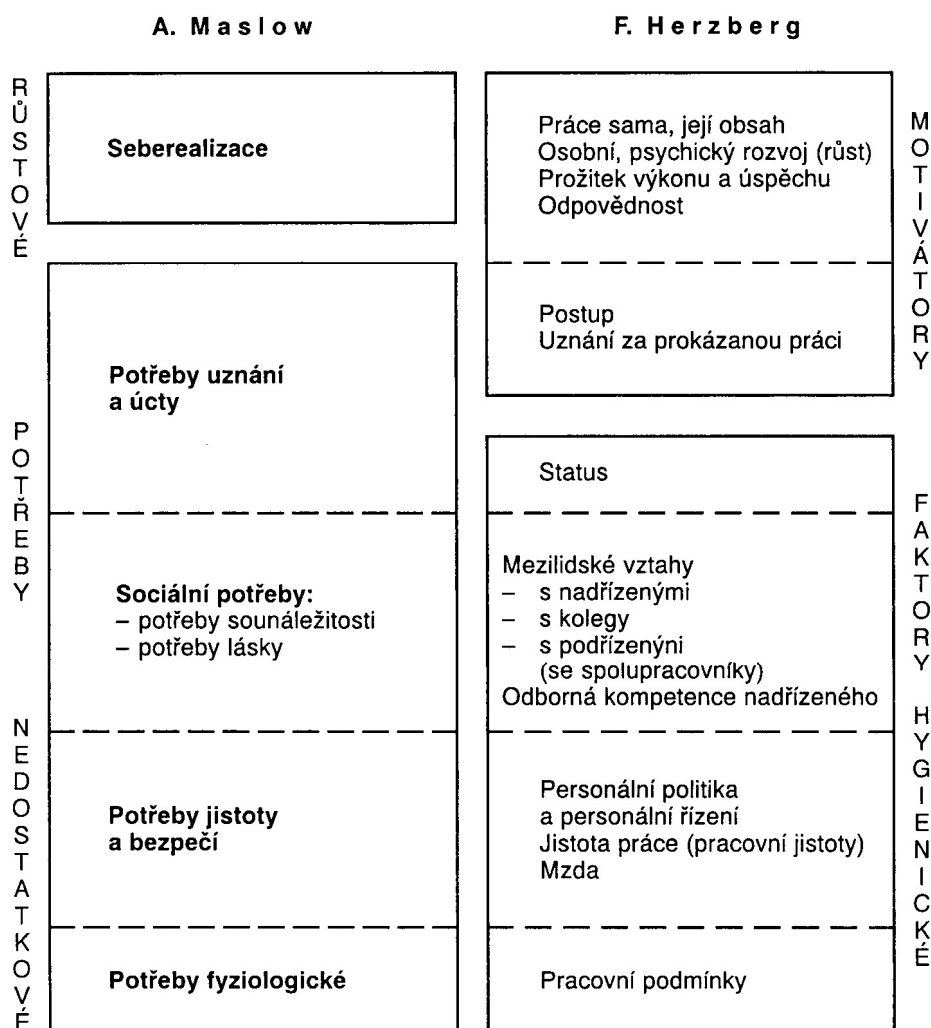 A. Maslow
F. Herzberg
RŮSTOVÉ
Seberealizace
Práce sama, její obsah
Osobní, psychický rozvoj (růst)
Prožitek výkonu a úspěchu
Odpovědnost
MOTIVÁTORY
Postup
Uznání za prokázanou práci
POTŘEBY
Potřeby uznání
a úcty
Status
Sociální potřeby:
– potřeby sounáležitosti
– potřeby lásky
Mezilidské vztahy
– s nadřízenými
– s kolegy
– s podřízenýni
(se spolupracovníky)
Odborná kompetence nadřízeného
FAKTORY HYGIENICKÉ
NEDOSTATKOVÉ
Potřeby jistoty
a bezpečí
Personální politika
a personální řízení
Jistota práce (pracovní jistoty)
Mzda
Potřeby fyziologické
Pracovní podmínky